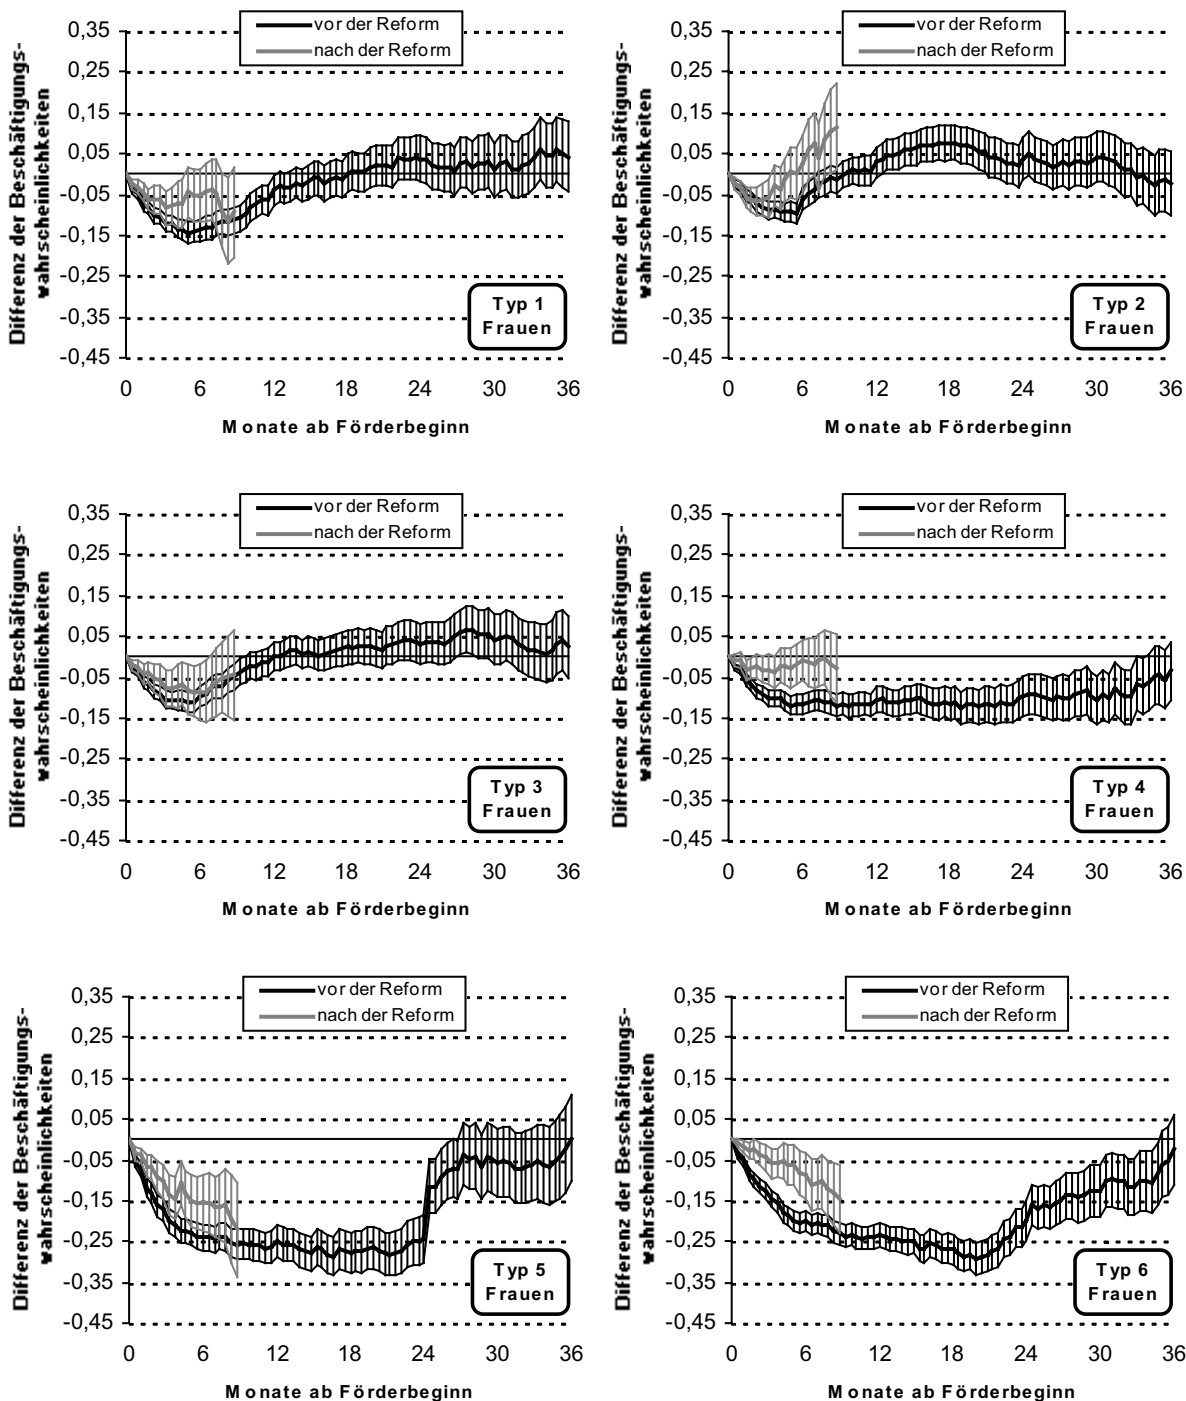 vor der Reform
nach der Reform
Differenz der Beschäftigungs-
wahrscheinlichkeiten
0,35
0,25
0,15
0,05
-0,05
-0,15
-0,25
-0,35
-0,45
Typ 1
Frauen
0 6 12 18 24 30 36
Monate ab Förderbeginn
vor der Reform
nach der Reform
Differenz der Beschäftigungs-
wahrscheinlichkeiten
0,35
0,25
0,15
0,05
-0,05
-0,15
-0,25
-0,35
-0,45
Typ 2
Frauen
0 6 12 18 24 30 36
Monate ab Förderbeginn
vor der Reform
nach der Reform
Differenz der Beschäftigungs-
wahrscheinlichkeiten
0,35
0,25
0,15
0,05
-0,05
-0,15
-0,25
-0,35
-0,45
Typ 3
Frauen
0 6 12 18 24 30 36
Monate ab Förderbeginn
vor der Reform
nach der Reform
Differenz der Beschäftigungs-
wahrscheinlichkeiten
0,35
0,25
0,15
0,05
-0,05
-0,15
-0,25
-0,35
-0,45
Typ 4
Frauen
0 6 12 18 24 30 36
Monate ab Förderbeginn
vor der Reform
nach der Reform
Differenz der Beschäftigungs-
wahrscheinlichkeiten
0,35
0,25
0,15
0,05
-0,05
-0,15
-0,25
-0,35
-0,45
Typ 5
Frauen
0 6 12 18 24 30 36
Monate ab Förderbeginn
vor der Reform
nach der Reform
Differenz der Beschäftigungs-
wahrscheinlichkeiten
0,35
0,25
0,15
0,05
-0,05
-0,15
-0,25
-0,35
-0,45
Typ 6
Frauen
0 6 12 18 24 30 36
Monate ab Förderbeginn